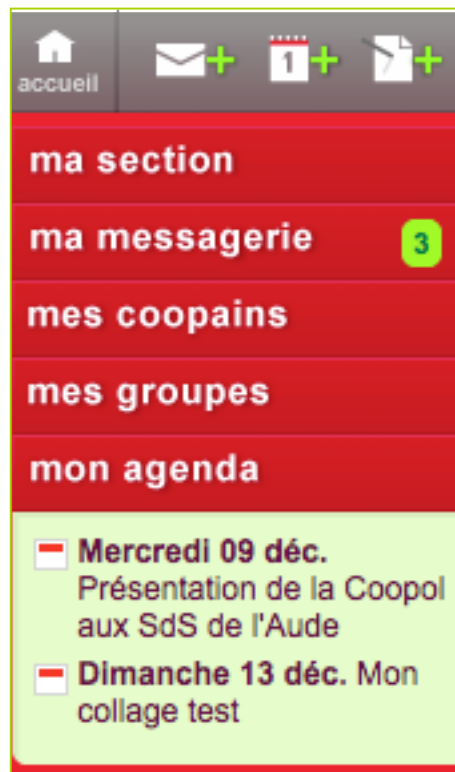 accueil
1
ma section
ma messagerie 3
mes coopains
mes groupes
mon agenda
Mercredi 09 déc.
Présentation de la Coopol
aux SdS de l'Aude
Dimanche 13 déc. Mon
collage test